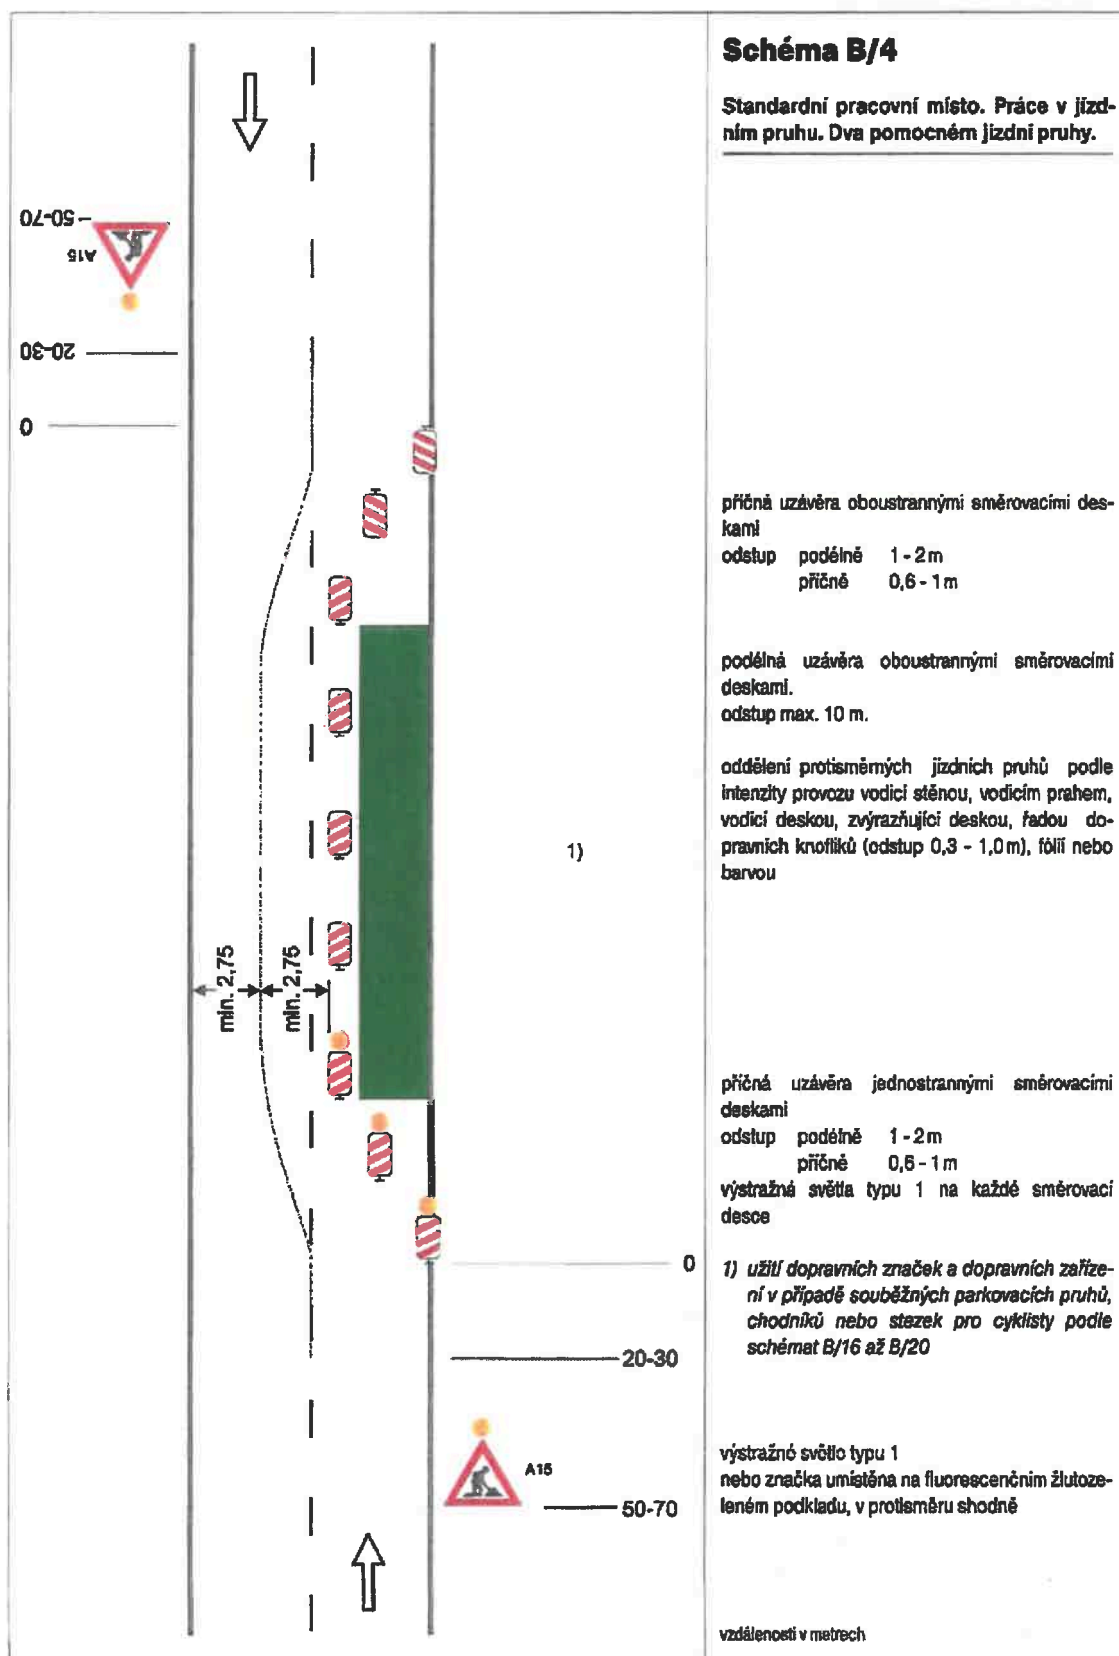 Schéma B/4
Standardní pracovní místo. Práce v jízd-
ním pruhu. Dva pomocném jízdní pruhy.
50-70
A15
20-30
0
příčná uzávěra oboustrannými směrovacími des-
kami
odstup podélně 1 - 2 m
příčně 0,6 - 1 m
podélná uzávěra oboustrannými směrovacími
deskami.
odstup max. 10 m.
oddělení protisměrných jízdních pruhů podle
intenzity provozu vodicí stěnou, vodicím prahem,
vodicí deskou, zvýrazňující deskou, řadou do-
pravních knoflíků (odstup 0,3 - 1,0 m), fólií nebo
barvou
1)
min. 2,75
min. 2,75
příčná uzávěra jednostrannými směrovacími
deskami
odstup podélně 1 - 2 m
příčně 0,6 - 1 m
výstražná světla typu 1 na každé směrovací
desce
0
1) užití dopravních značek a dopravních zaříze-
ní v případě souběžných parkovacích pruhů,
chodníků nebo stezek pro cyklisty podle
schémat B/16 až B/20
20-30
A15
50-70
výstražné světlo typu 1
nebo značka umístěna na fluorescenčním žlutoze-
leném podkladu, v protisměru shodně
vzdálenosti v metrech